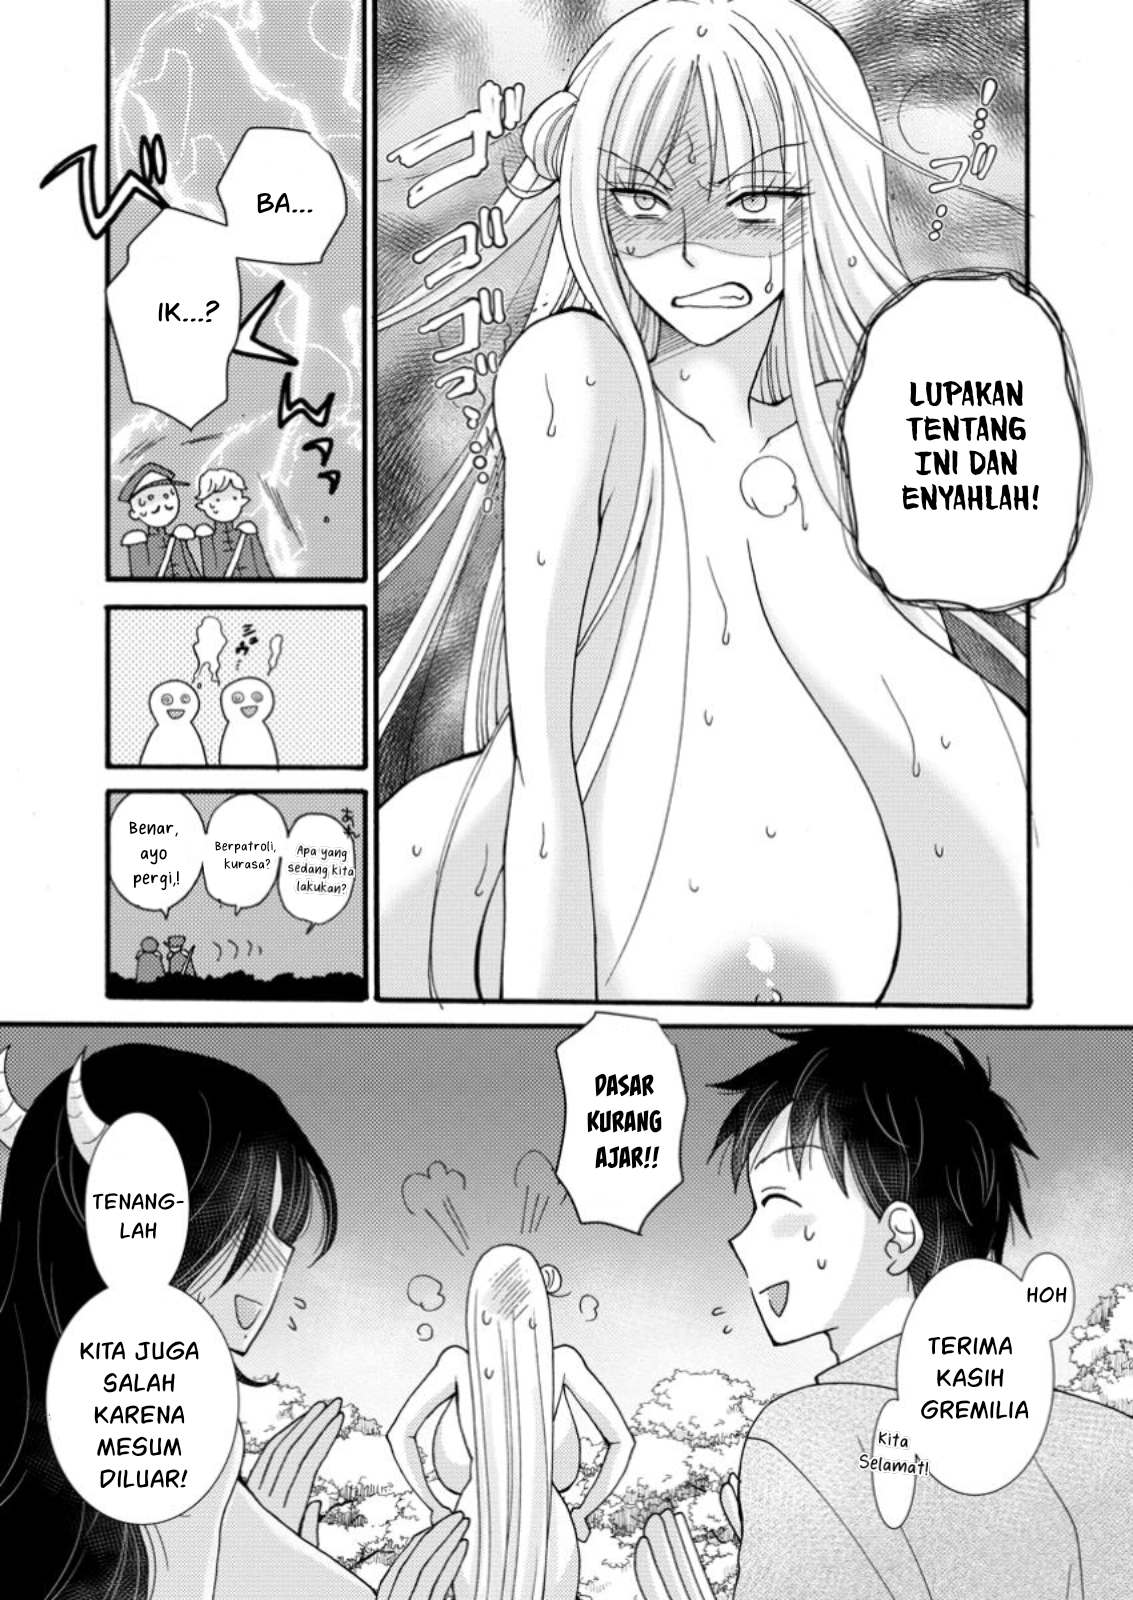 LUPAKAN
TENTANG
INI DAN
ENYAHLAH!
BA...
IK...?
Apa yang
sedang kita
lakukan?
Berpatroli,
kurasa?
Benar,
ayo
pergi,!
DASAR
KURANG
AJAR!!
HOH
TERIMA
KASIH
GREMILIA
Kita
Selamat!
TENANG-
LAH
KITA JUGA
SALAH
KARENA
MESUM
DILUAR!